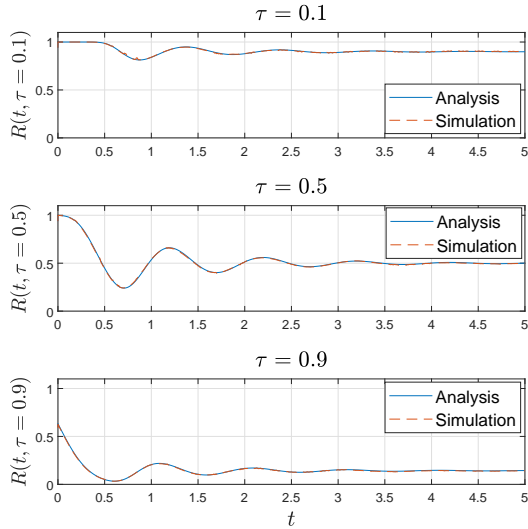 τ = 0.1
R(t, τ = 0.1)
1
0.5
0
Analysis
Simulation
0 0.5 1 1.5 2 2.5 3 3.5 4 4.5 5
τ = 0.5
R(t, τ = 0.5)
1
0.5
0
Analysis
Simulation
0 0.5 1 1.5 2 2.5 3 3.5 4 4.5 5
τ = 0.9
R(t, τ = 0.9)
1
0.5
0
Analysis
Simulation
0 0.5 1 1.5 2 2.5 3 3.5 4 4.5 5
t